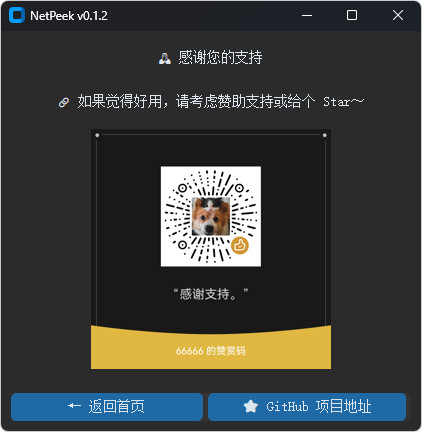 NetPeek v0.1.2
🙏 感谢您的支持
🔗 如果觉得好用，请考虑赞助支持或给个 Star～
“感谢支持。”
66666 的赞赏码
← 返回首页
⭐ GitHub 项目地址